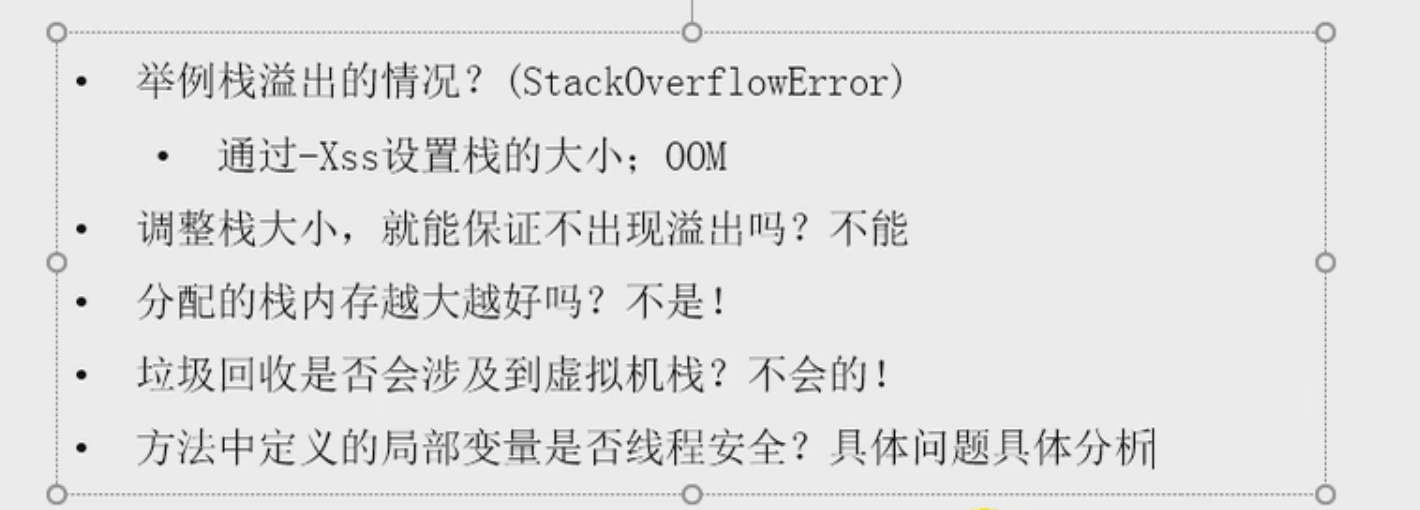 • 举例栈溢出的情况？(StackOverflowError)
• 通过-Xss设置栈的大小；OOM
• 调整栈大小，就能保证不出现溢出吗？不能
• 分配的栈内存越大越好吗？不是！
• 垃圾回收是否会涉及到虚拟机栈？不会的！
• 方法中定义的局部变量是否线程安全？具体问题具体分析